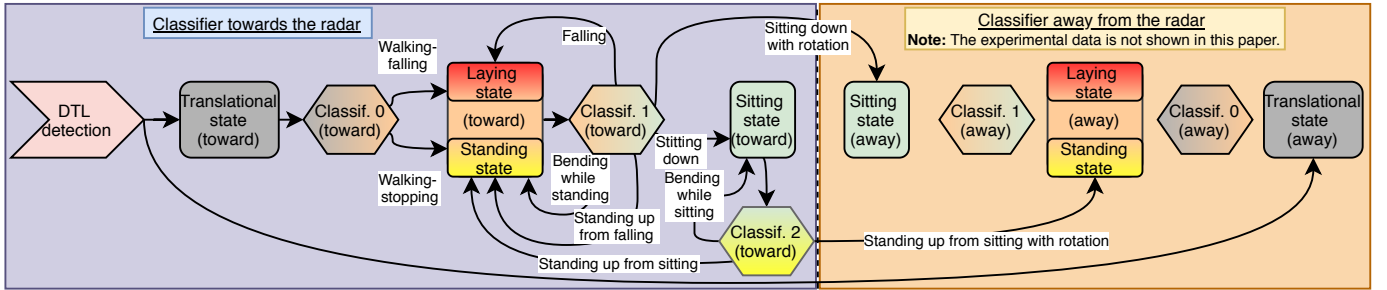 Classifier towards the radar
Classifier away from the radar
Note: The experimental data is not shown in this paper.
Falling
Sitting down
with rotation
Walking-
falling
DTL
detection
Translational
state
(toward)
Classif. 0
(toward)
Laying
state
(toward)
Standing
state
Classif. 1
(toward)
Sitting
state
(toward)
Sitting
state
(away)
Classif. 1
(away)
Laying
state
(away)
Standing
state
Classif. 0
(away)
Translational
state
(away)
Walking-
stopping
Bending
while
standing
Stitting
down
Bending
while
sitting
Standing up
from falling
Standing up from sitting
Classif. 2
(toward)
Standing up from sitting with rotation